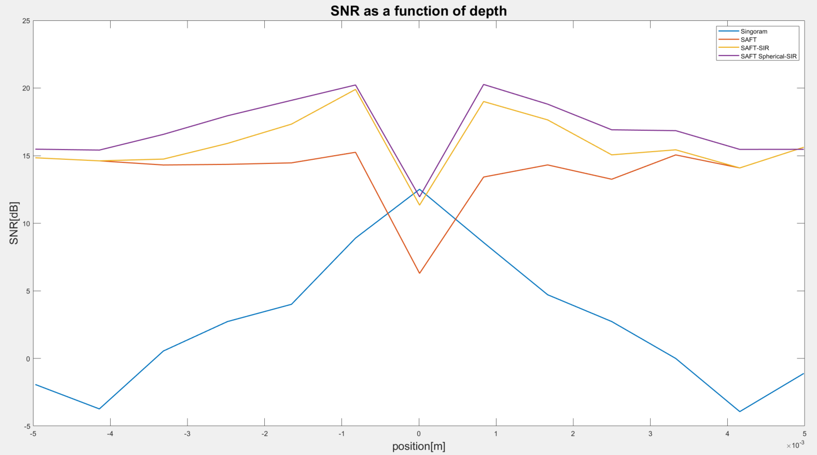 SNR as a function of depth
Singoram
SAFT
SAFT-SIR
SAFT Spherical-SIR
25
20
15
10
5
0
-5
SNR[dB]
-5 -4 -3 -2 -1 0 1 2 3 4 5
×10⁻³
position[m]